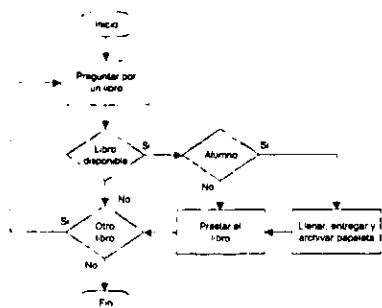 Inicio
Preguntar por
un libro
Libro
disponible
Si
Alumno
Si
No
No
Si
Otro
libro
Prestar el
libro
Llenar, entregar y
archivar papeleta
No
Fin